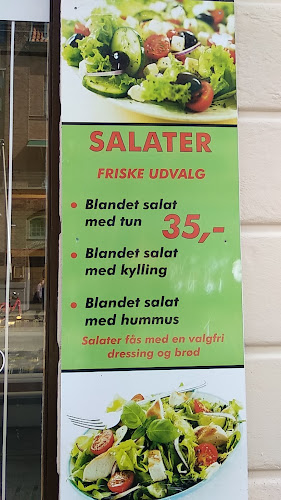 SALATER
FRISKE UDVALG
• Blandet salat
med tun 35,-
• Blandet salat
med kylling
• Blandet salat
med hummus
Salater fås med en valgfri
dressing og brød